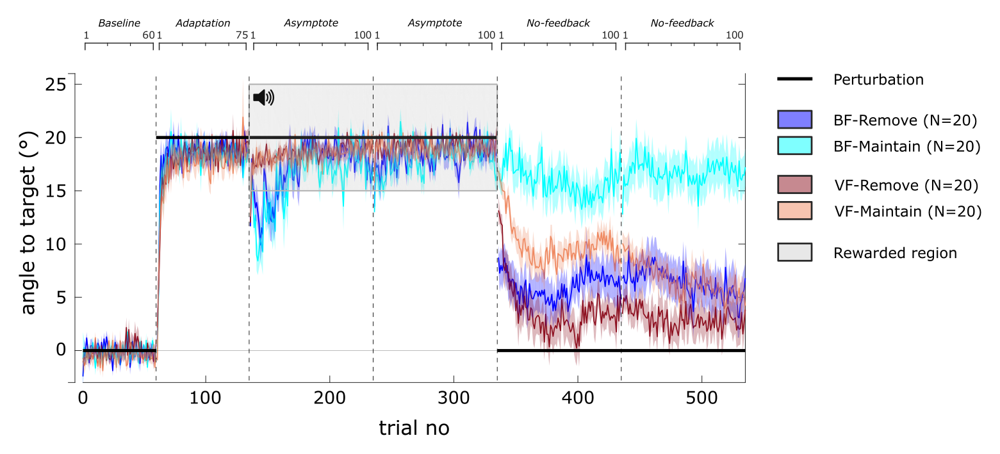 Baseline Adaptation Asymptote Asymptote No-feedback No-feedback
1 60 1 75 1 100 1 100 1 100 1 100
25
20
15
10
5
0
angle to target (°)
0 100 200 300 400 500
trial no
Perturbation
BF-Remove (N=20)
BF-Maintain (N=20)
VF-Remove (N=20)
VF-Maintain (N=20)
Rewarded region